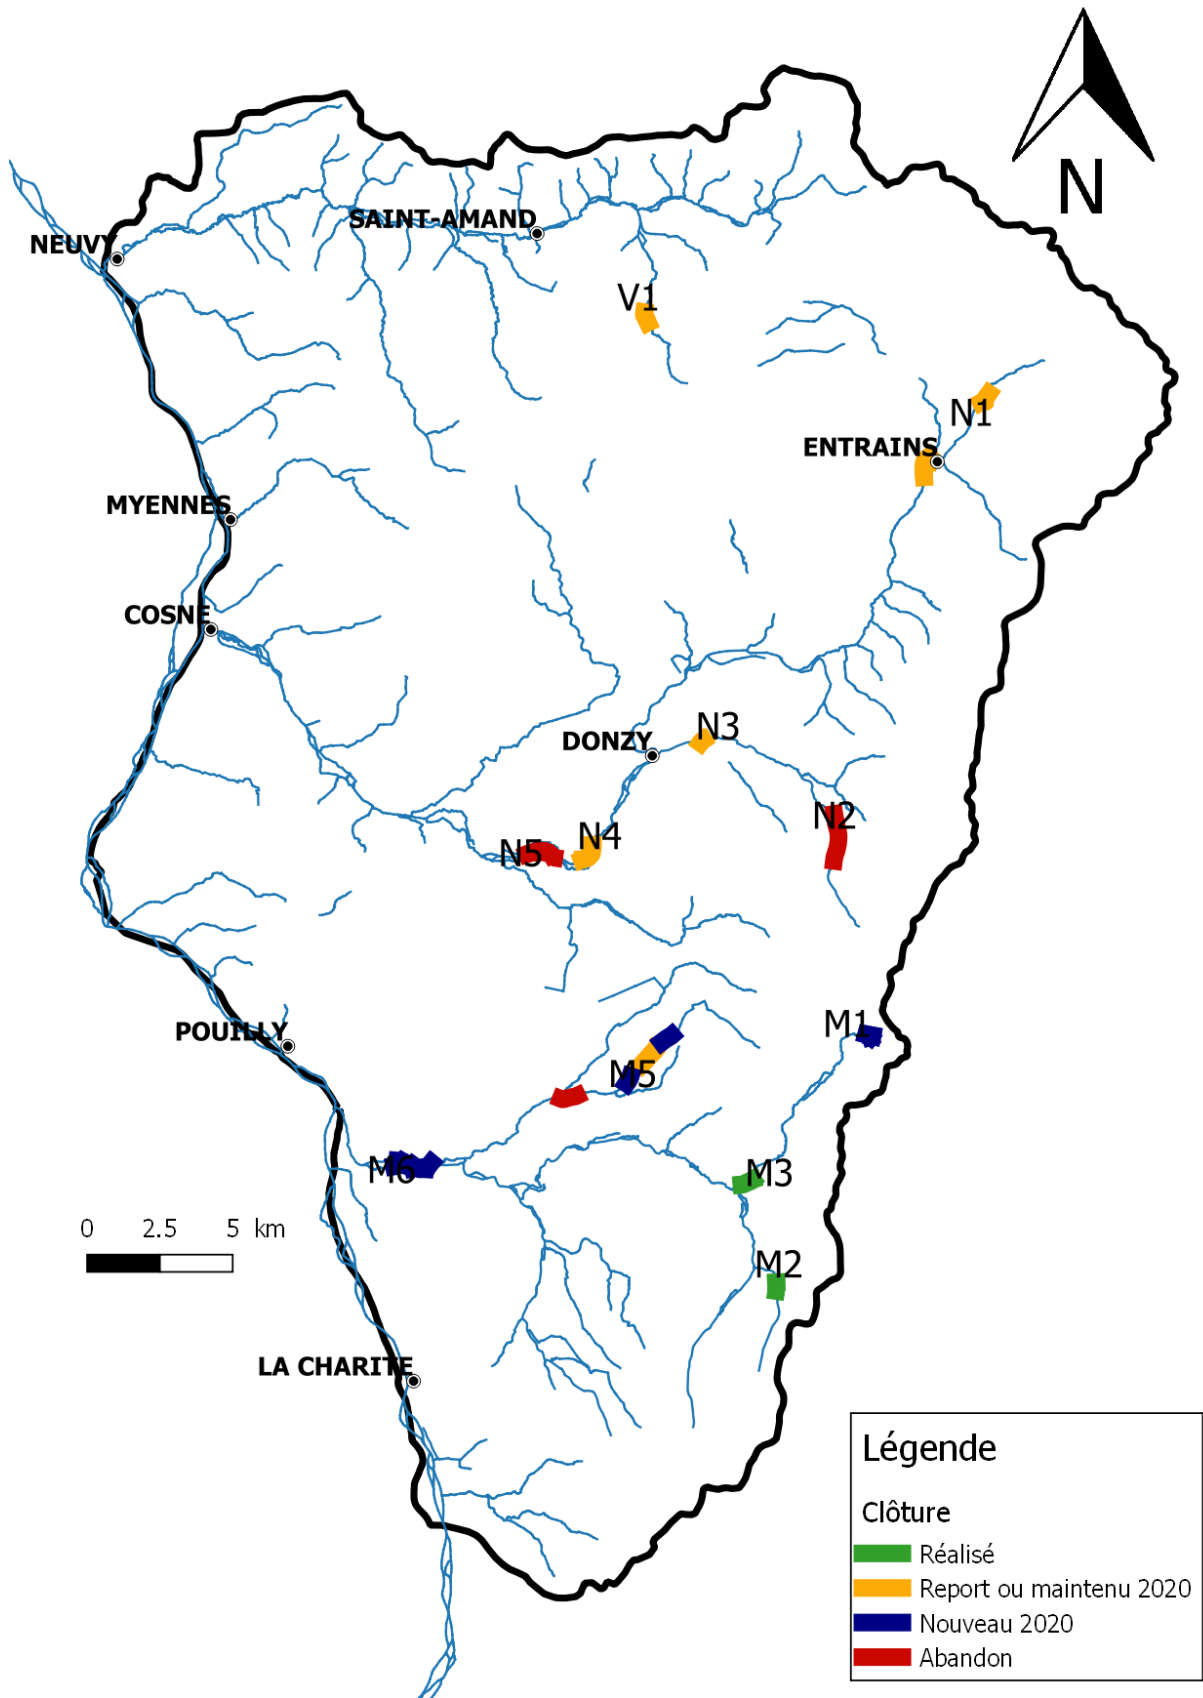 N
SAINT-AMAND
NEUVY
V1
N1
ENTRAINS
MYENNES
COSNE
N3
DONZY
N2
N4
N5
M1
POUILLY
M5
M3
M6
0 2.5 5 km
M2
LA CHARITE
Légende
Clôture
Réalisé
Report ou maintenu 2020
Nouveau 2020
Abandon